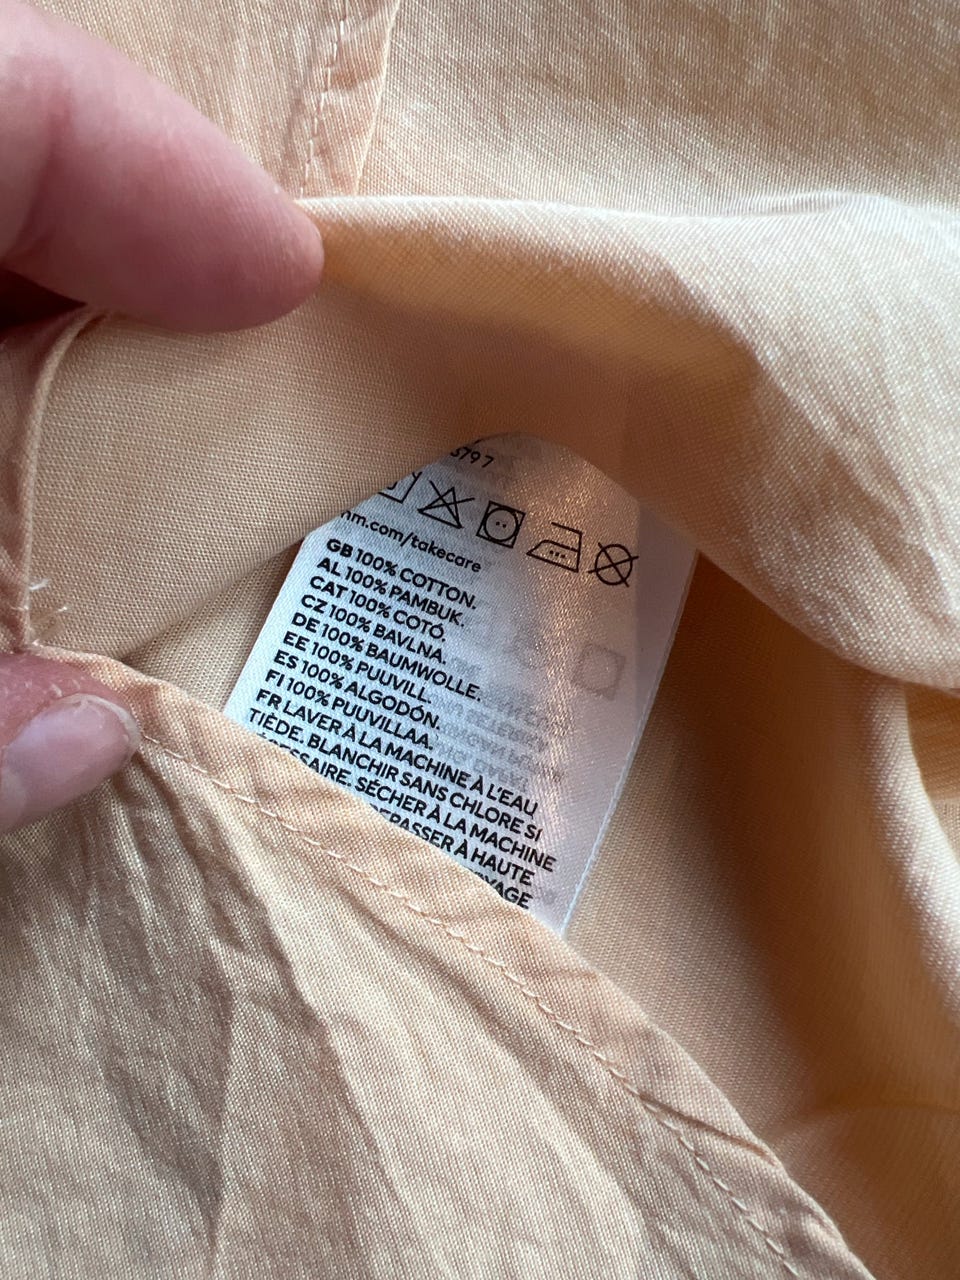 5797
hm.com/takecare
GB 100% COTTON.
AL 100% PAMBUK.
CAT 100% COTÓ.
CZ 100% BAVLNA.
DE 100% BAUMWOLLE.
EE 100% PUUVILL.
ES 100% ALGODÓN.
FI 100% PUUVILLAA.
FR LAVER À LA MACHINE À L'EAU
TIÈDE. BLANCHIR SANS CHLORE SI
SÉCHER À LA MACHINE
À HAUTE